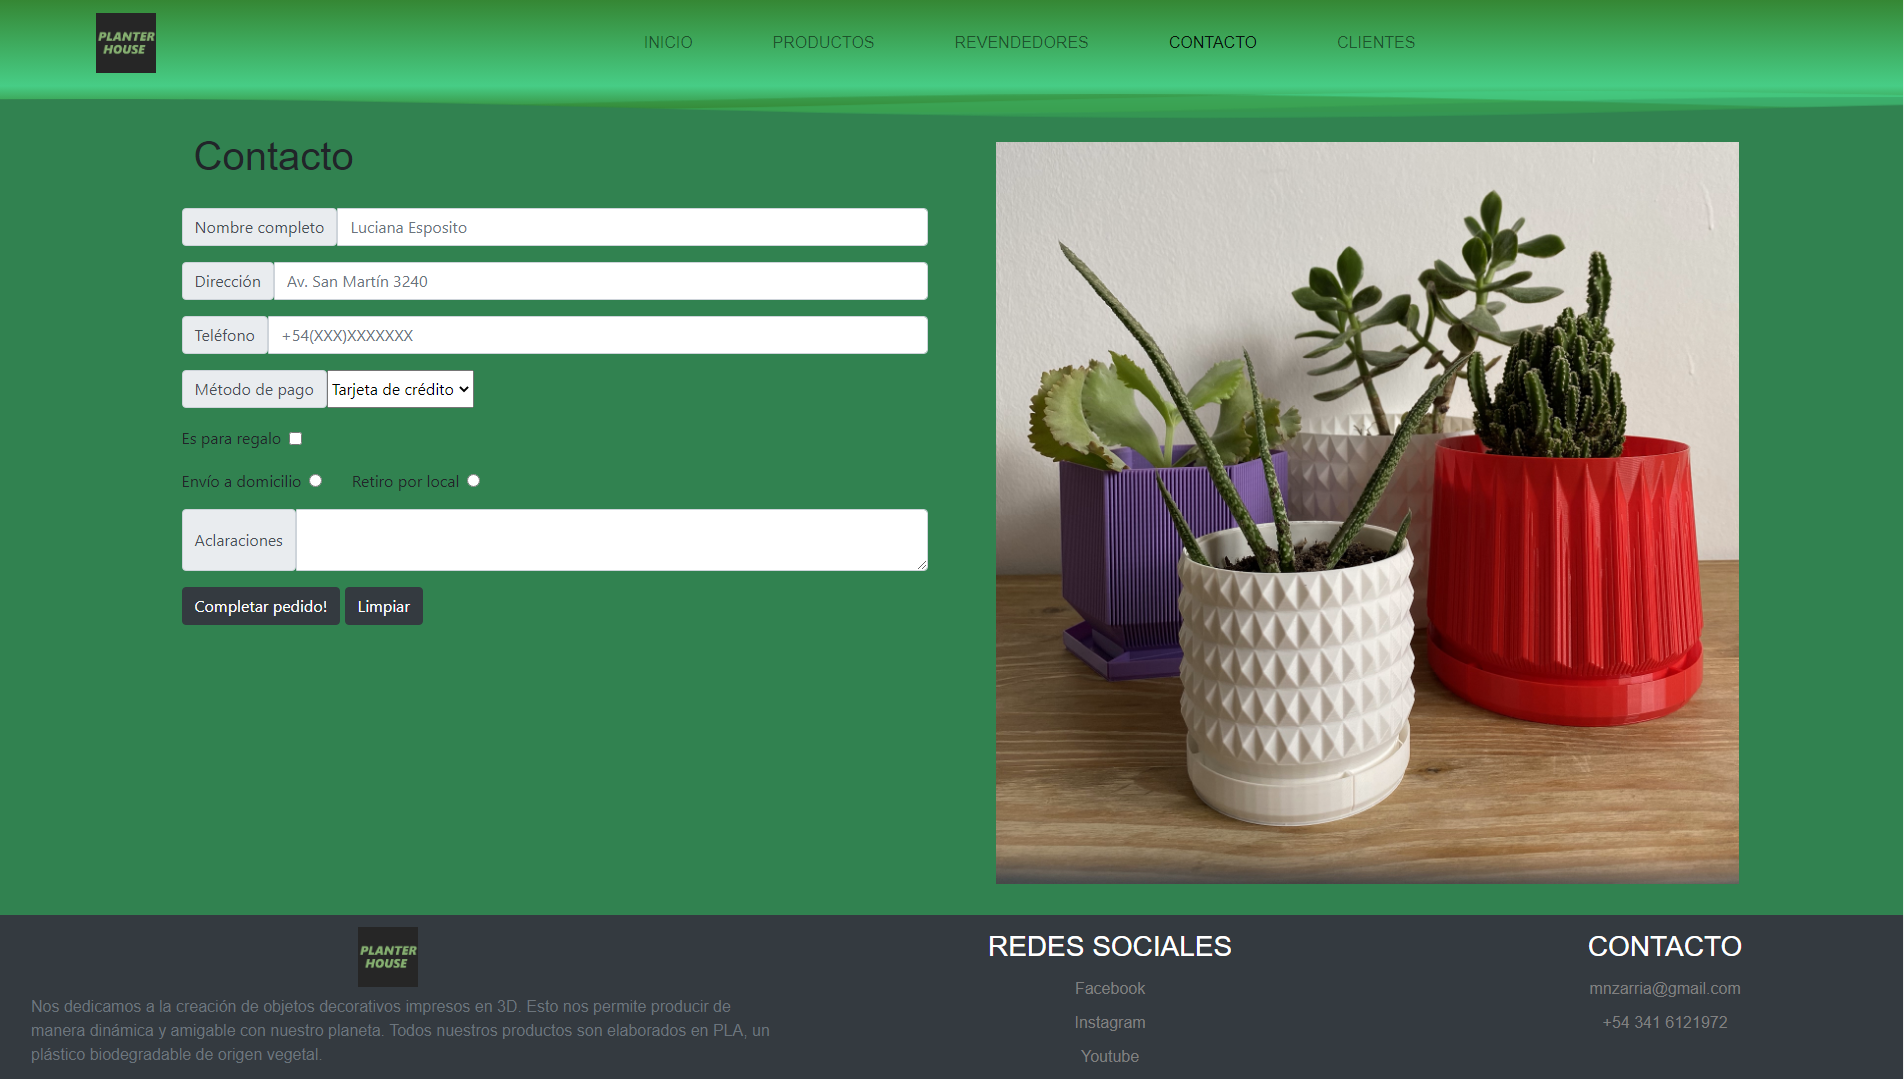 PLANTER
HOUSE
INICIO
PRODUCTOS
REVENDEDORES
CONTACTO
CLIENTES
Contacto
Nombre completo
Luciana Esposito
Dirección
Av. San Martín 3240
Teléfono
+54(XXX)XXXXXXX
Método de pago
Tarjeta de crédito
Es para regalo
Envío a domicilio
Retiro por local
Aclaraciones
Completar pedido!
Limpiar
PLANTER
HOUSE
Nos dedicamos a la creación de objetos decorativos impresos en 3D. Esto nos permite producir de
manera dinámica y amigable con nuestro planeta. Todos nuestros productos son elaborados en PLA, un
plástico biodegradable de origen vegetal.
REDES SOCIALES
Facebook
Instagram
Youtube
CONTACTO
mnzarria@gmail.com
+54 341 6121972